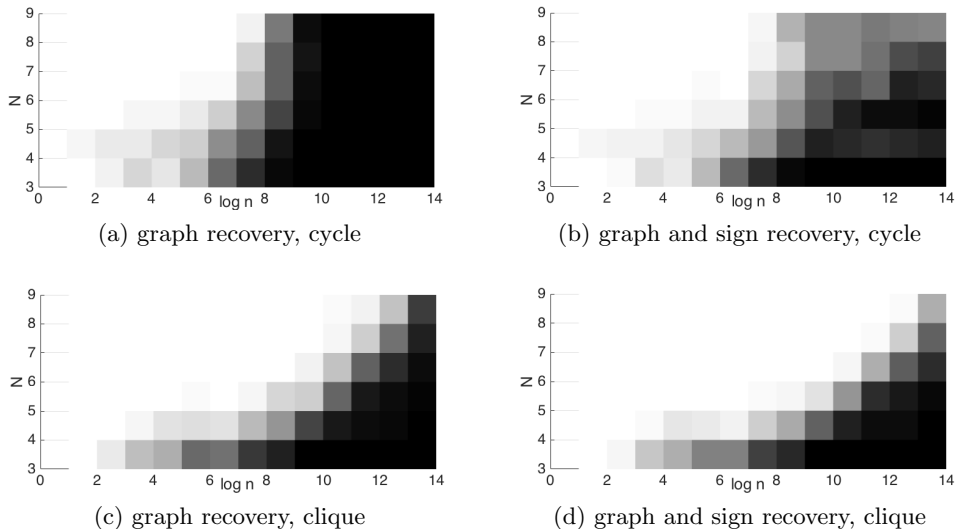 9
8
7
6
5
4
3
N
0 2 4 6 8 10 12 14
log n
(a) graph recovery, cycle
9
8
7
6
5
4
3
N
0 2 4 6 8 10 12 14
log n
(b) graph and sign recovery, cycle
9
8
7
6
5
4
3
N
0 2 4 6 8 10 12 14
log n
(c) graph recovery, clique
9
8
7
6
5
4
3
N
0 2 4 6 8 10 12 14
log n
(d) graph and sign recovery, clique